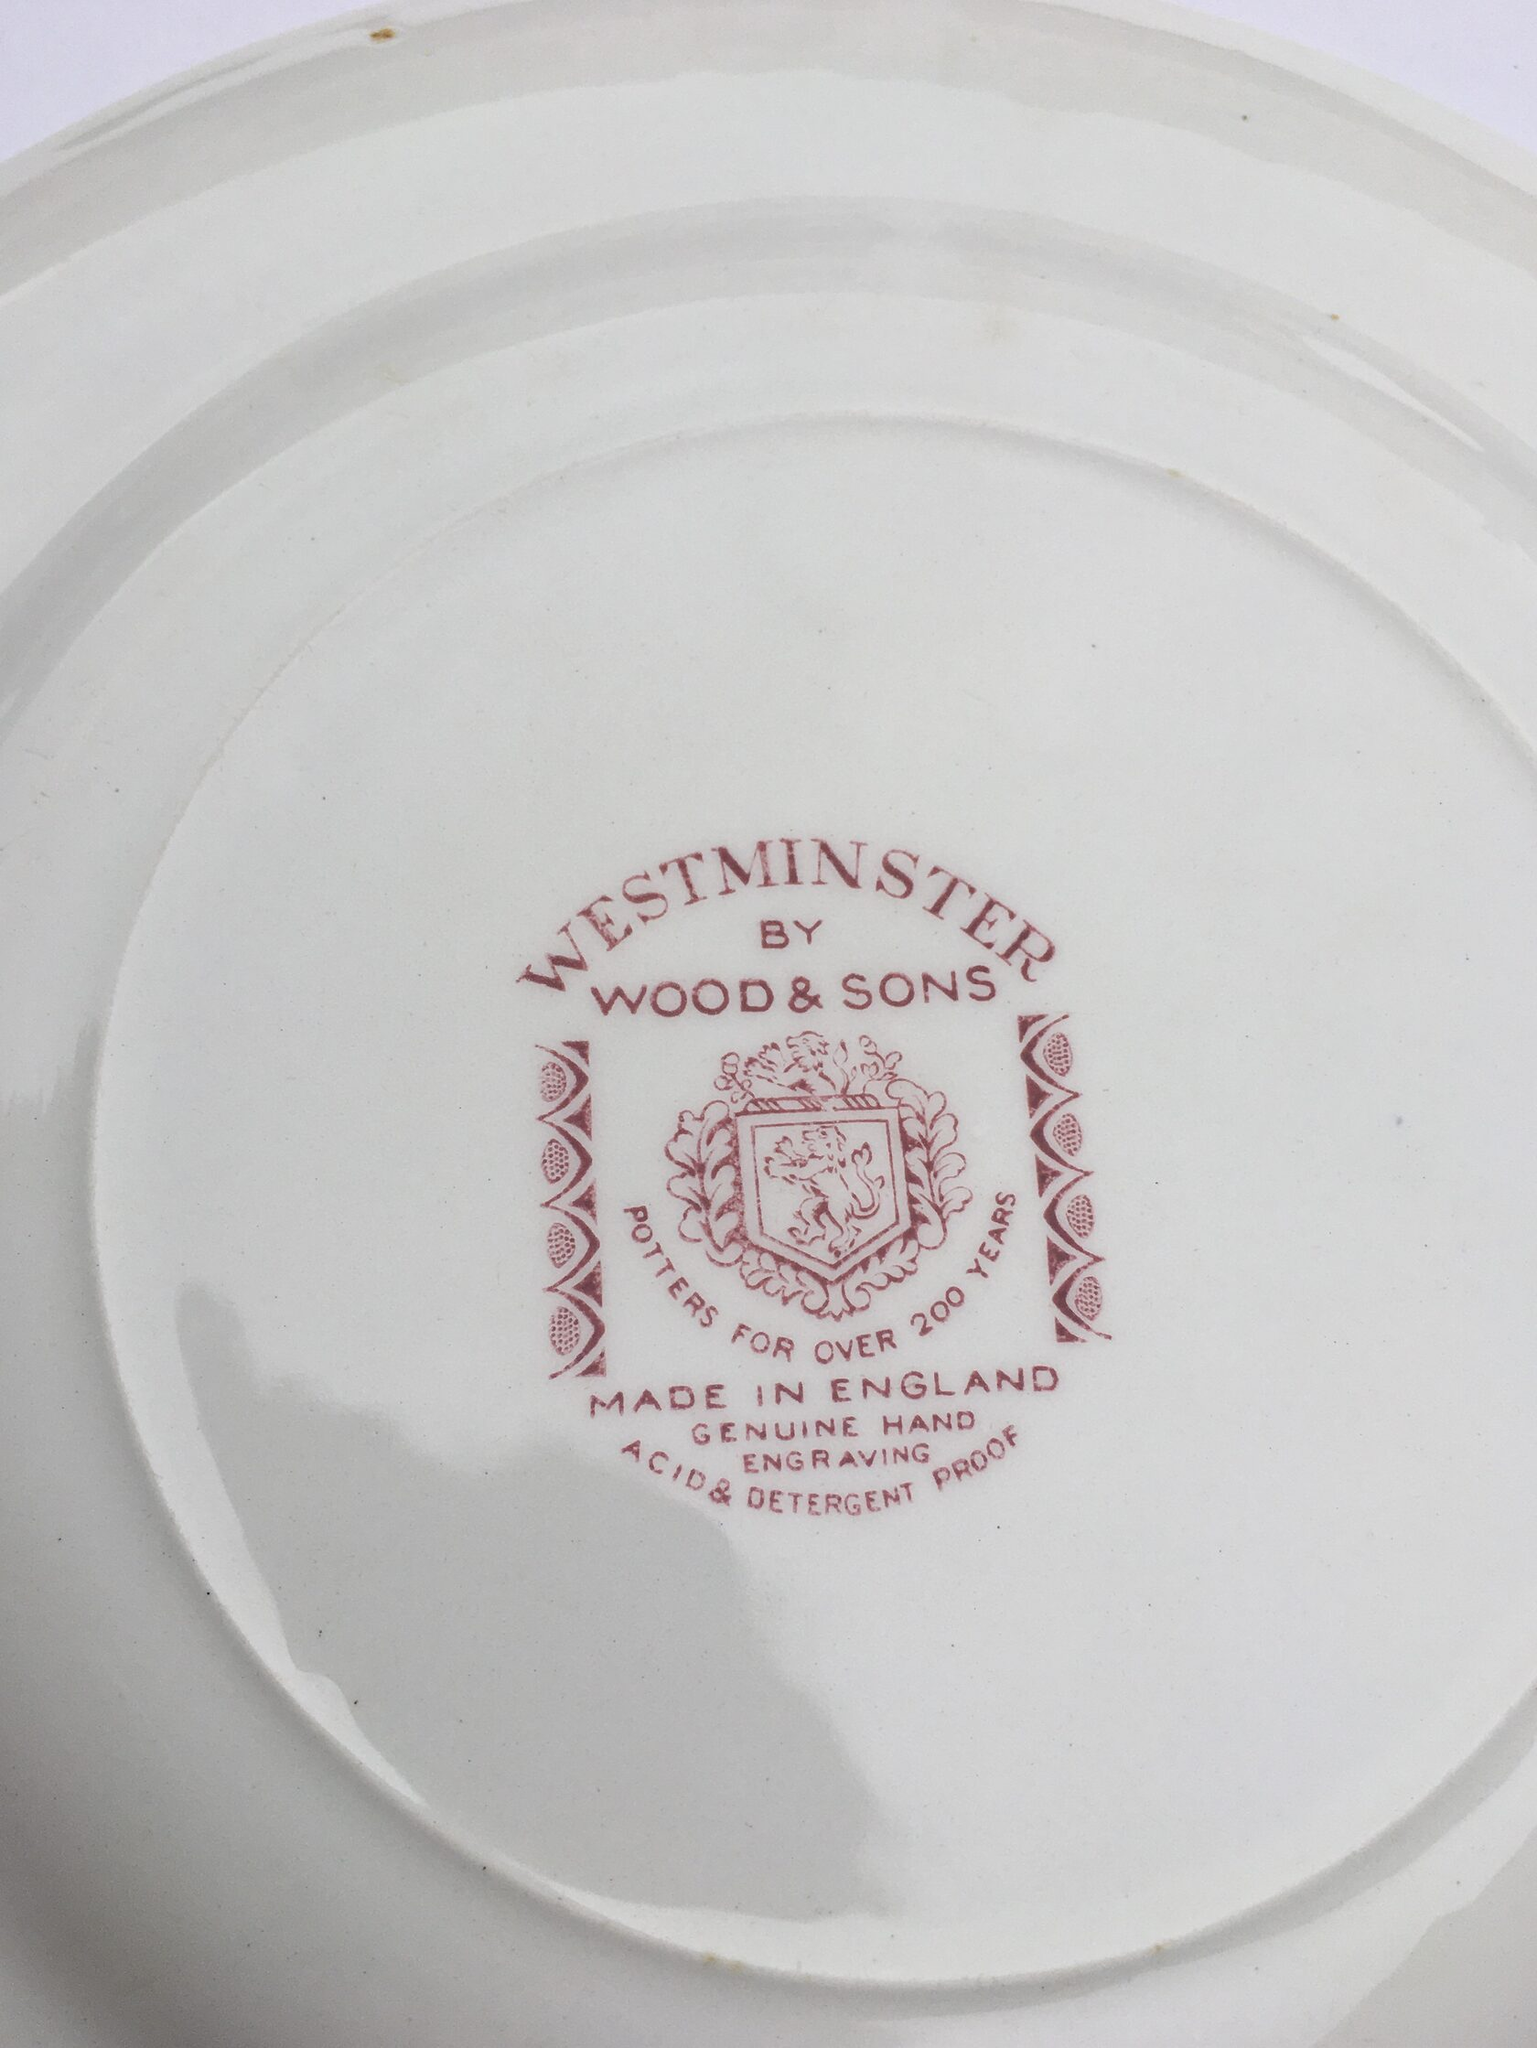 WESTMINSTER
BY
WOOD & SONS
POTTERS FOR OVER 200 YEARS
MADE IN ENGLAND
GENUINE HAND
ENGRAVING
ACID & DETERGENT PROOF